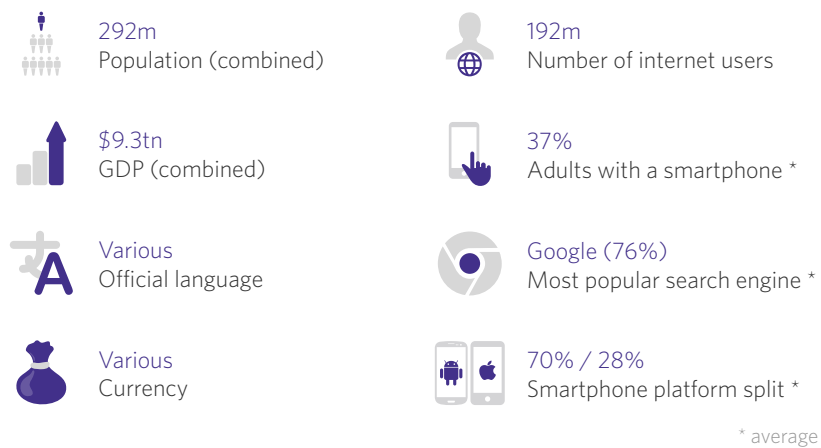 292m
Population (combined)
192m
Number of internet users
$9.3tn
GDP (combined)
37%
Adults with a smartphone *
Various
Official language
Google (76%)
Most popular search engine *
Various
Currency
70% / 28%
Smartphone platform split *
* average